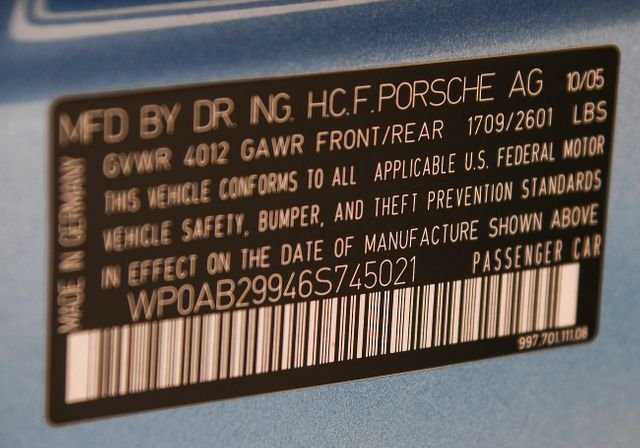 MFD BY DR. ING. H.C.F. PORSCHE AG 10/05
GVWR 4012 GAWR FRONT/REAR 1709/2601 LBS
THIS VEHICLE CONFORMS TO ALL APPLICABLE U.S. FEDERAL MOTOR
VEHICLE SAFETY, BUMPER, AND THEFT PREVENTION STANDARDS
IN EFFECT ON THE DATE OF MANUFACTURE SHOWN ABOVE
WP0AB29946S745021 PASSENGER CAR
997.701.111.08
MADE IN GERMANY